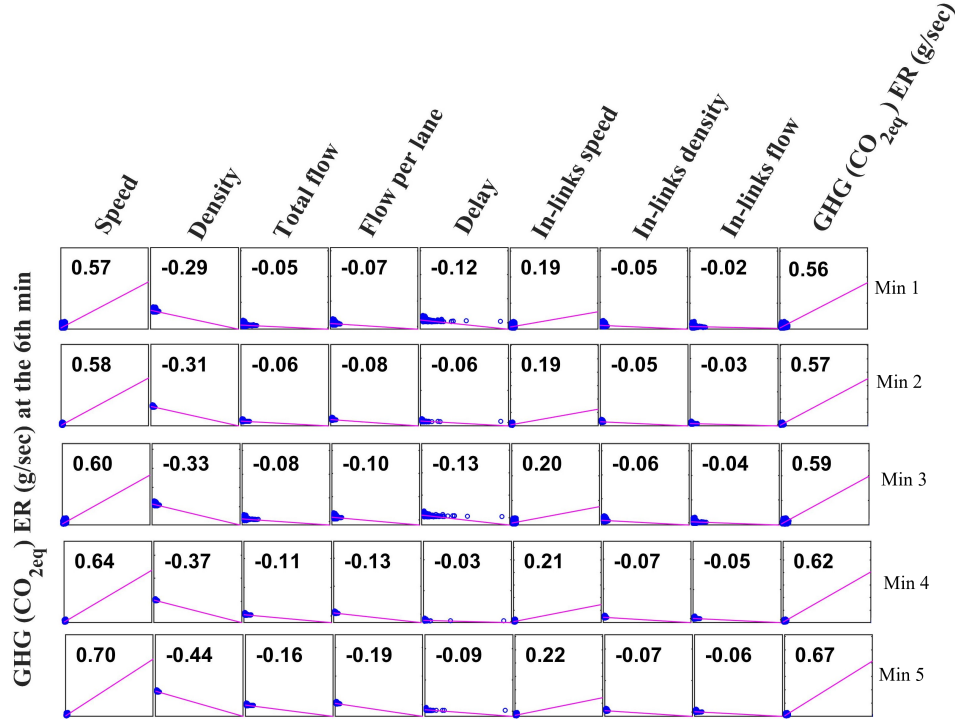 Speed
Density
Total flow
Flow per lane
Delay
In-links speed
In-links density
In-links flow
GHG (CO2eq) ER (g/sec)
GHG (CO2eq) ER (g/sec) at the 6th min
0.57 -0.29 -0.05 -0.07 -0.12 0.19 -0.05 -0.02 0.56 Min 1
0.58 -0.31 -0.06 -0.08 -0.06 0.19 -0.05 -0.03 0.57 Min 2
0.60 -0.33 -0.08 -0.10 -0.13 0.20 -0.06 -0.04 0.59 Min 3
0.64 -0.37 -0.11 -0.13 -0.03 0.21 -0.07 -0.05 0.62 Min 4
0.70 -0.44 -0.16 -0.19 -0.09 0.22 -0.07 -0.06 0.67 Min 5